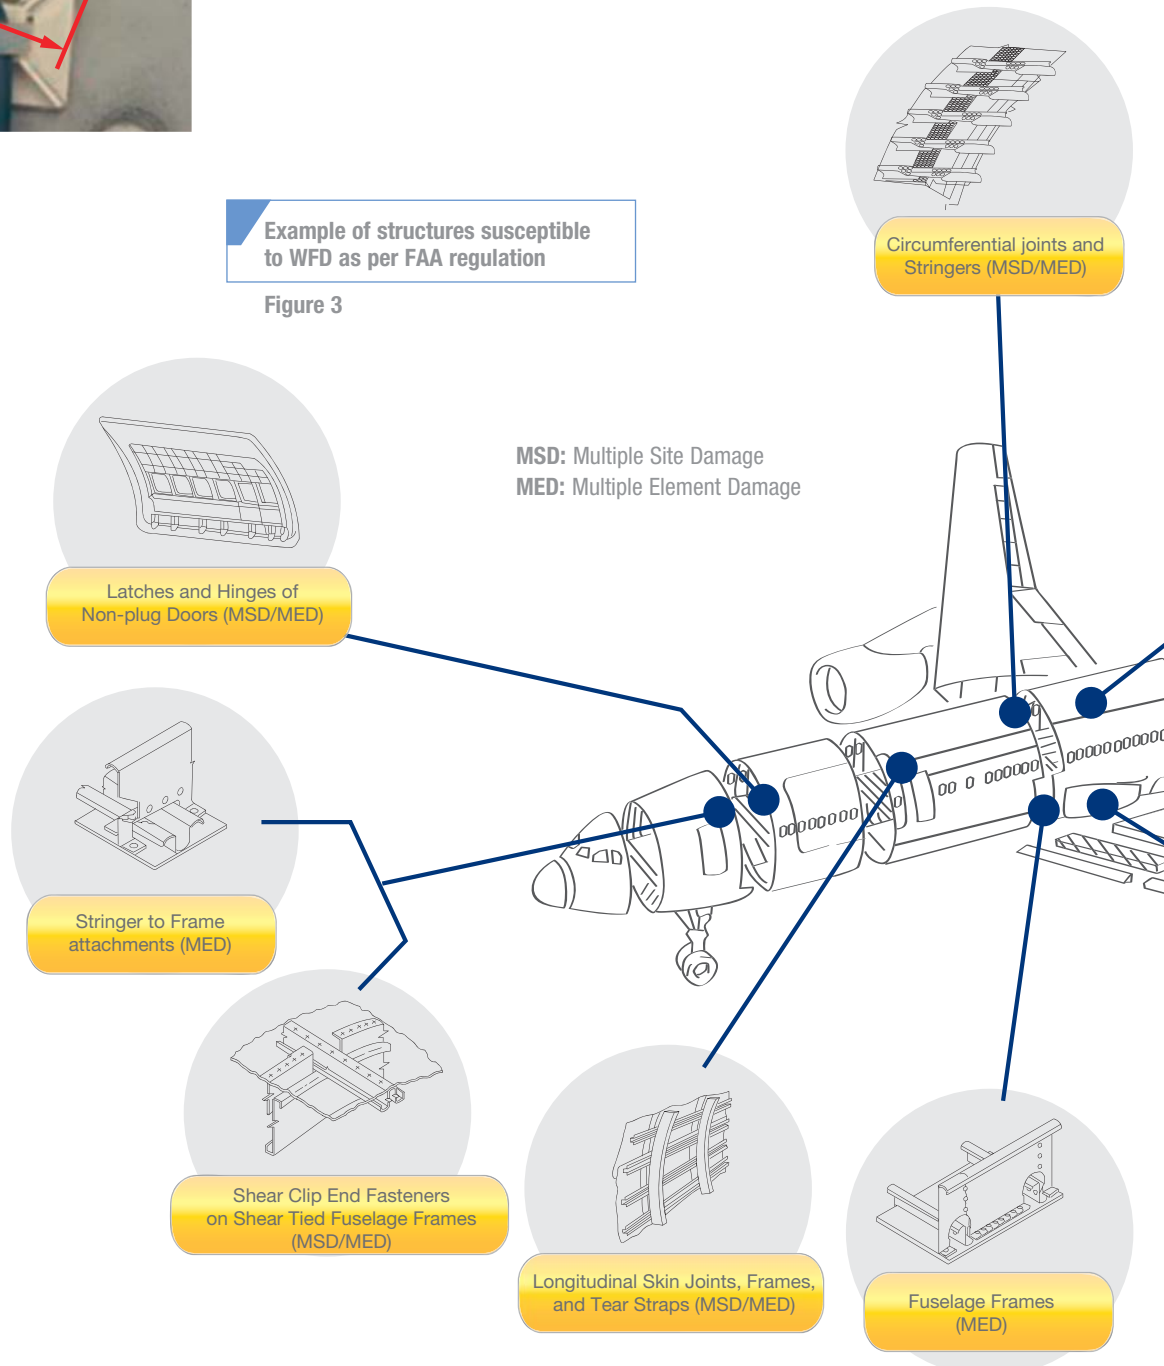 Circumferential joints and
Stringers (MSD/MED)
Example of structures susceptible
to WFD as per FAA regulation
Figure 3
MSD: Multiple Site Damage
MED: Multiple Element Damage
Latches and Hinges of
Non-plug Doors (MSD/MED)
Stringer to Frame
attachments (MED)
Shear Clip End Fasteners
on Shear Tied Fuselage Frames
(MSD/MED)
Longitudinal Skin Joints, Frames,
and Tear Straps (MSD/MED)
Fuselage Frames
(MED)